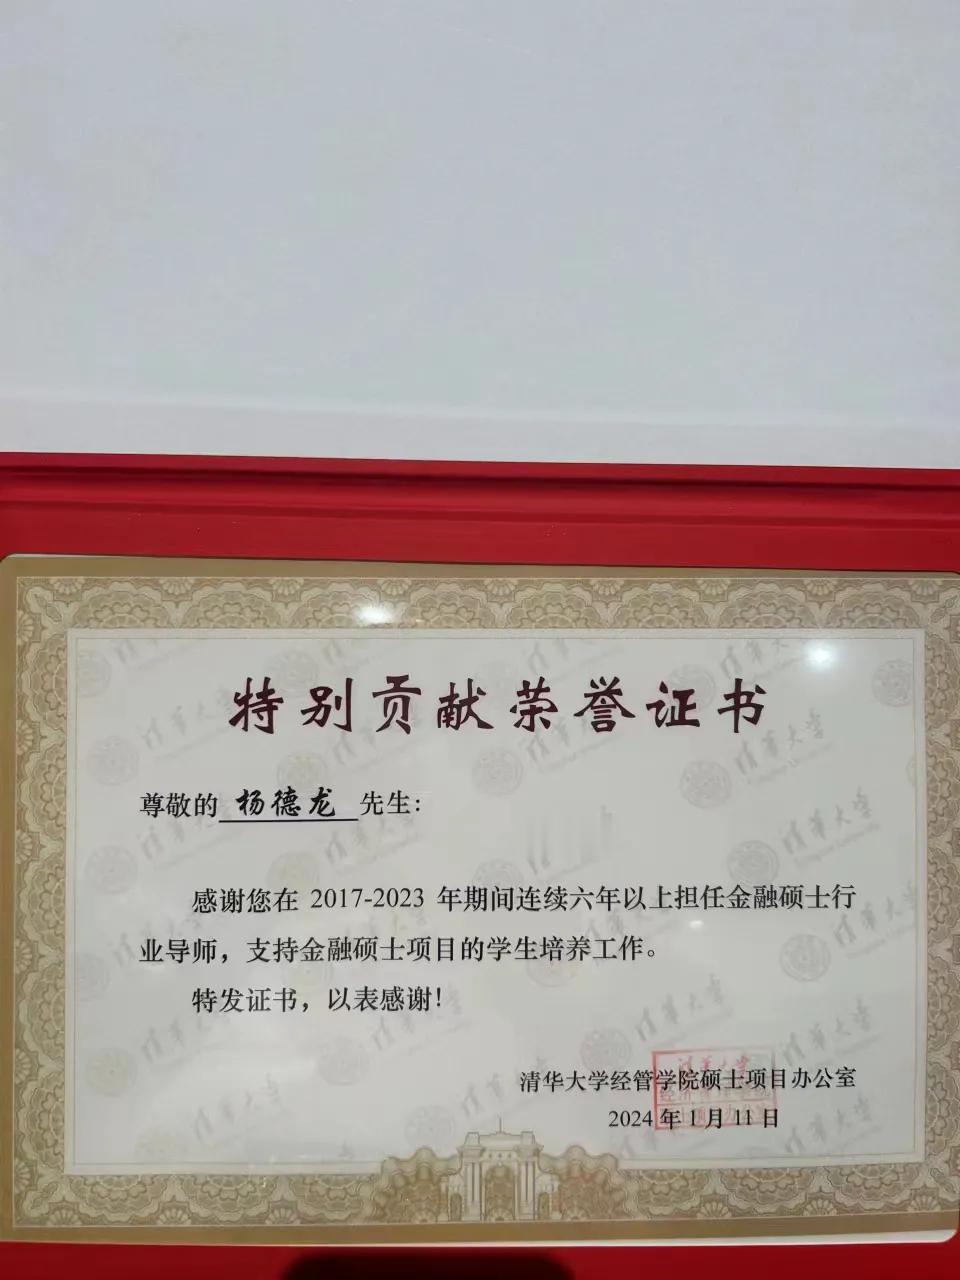 特别贡献荣誉证书
尊敬的 杨德龙 先生：
感谢您在 2017-2023 年期间连续六年以上担任金融硕士行
业导师，支持金融硕士项目的学生培养工作。
特发证书，以表感谢！
清华大学经管学院硕士项目办公室
2024 年 1 月 11 日
清华大学